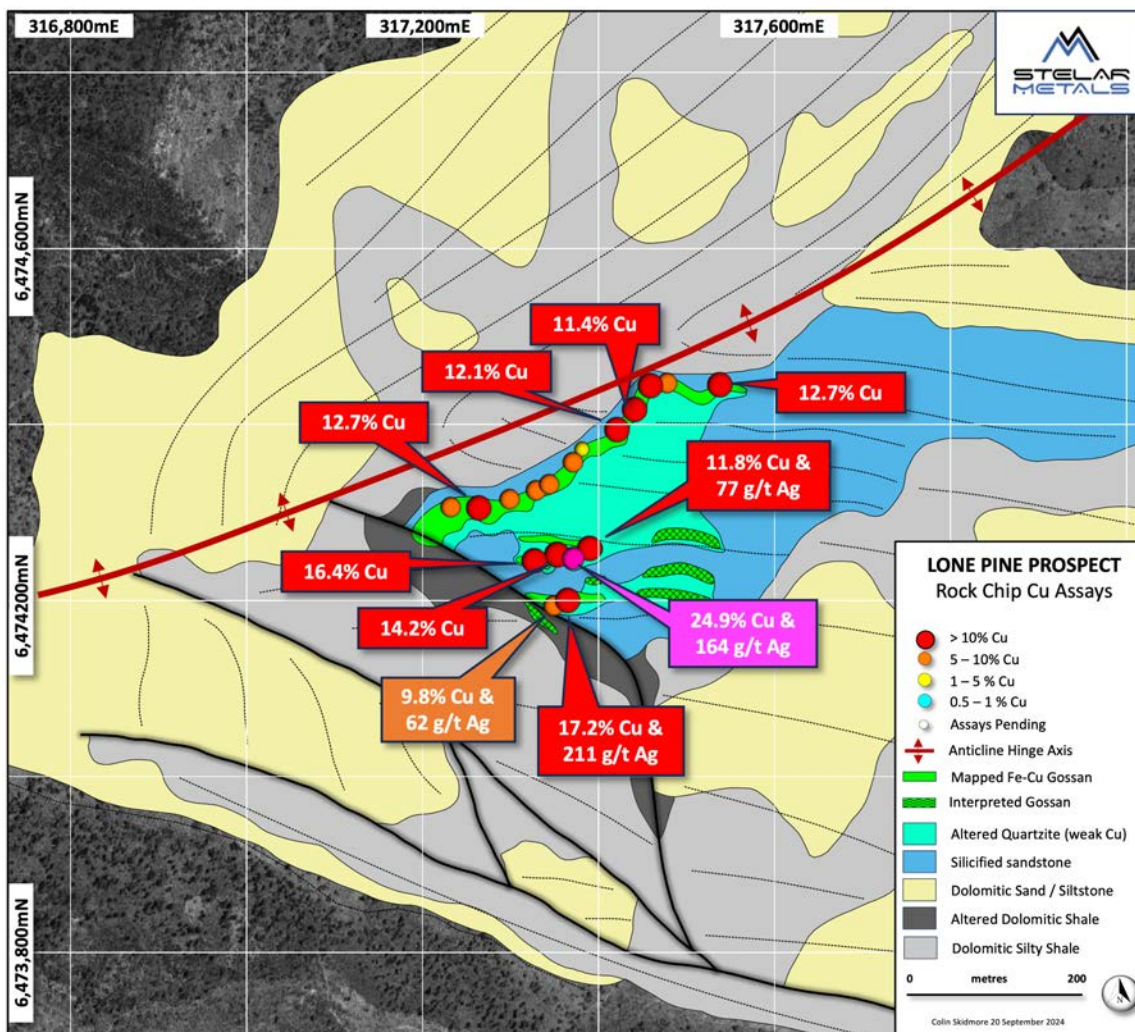 316,800mE
317,200mE
317,600mE
STELAR
METALS
6,474,600mN
11.4% Cu
12.1% Cu
12.7% Cu
12.7% Cu
11.8% Cu &
77 g/t Ag
6,474200mN
16.4% Cu
14.2% Cu
24.9% Cu &
164 g/t Ag
9.8% Cu &
62 g/t Ag
17.2% Cu &
211 g/t Ag
6,473,800mN
LONE PINE PROSPECT
Rock Chip Cu Assays
> 10% Cu
5 – 10% Cu
1 – 5 % Cu
0.5 – 1 % Cu
Assays Pending
Anticline Hinge Axis
Mapped Fe-Cu Gossan
Interpreted Gossan
Altered Quartzite (weak Cu)
Silicified sandstone
Dolomitic Sand / Siltstone
Altered Dolomitic Shale
Dolomitic Silty Shale
0 metres 200
N
Colin Skidmore 20 September 2024